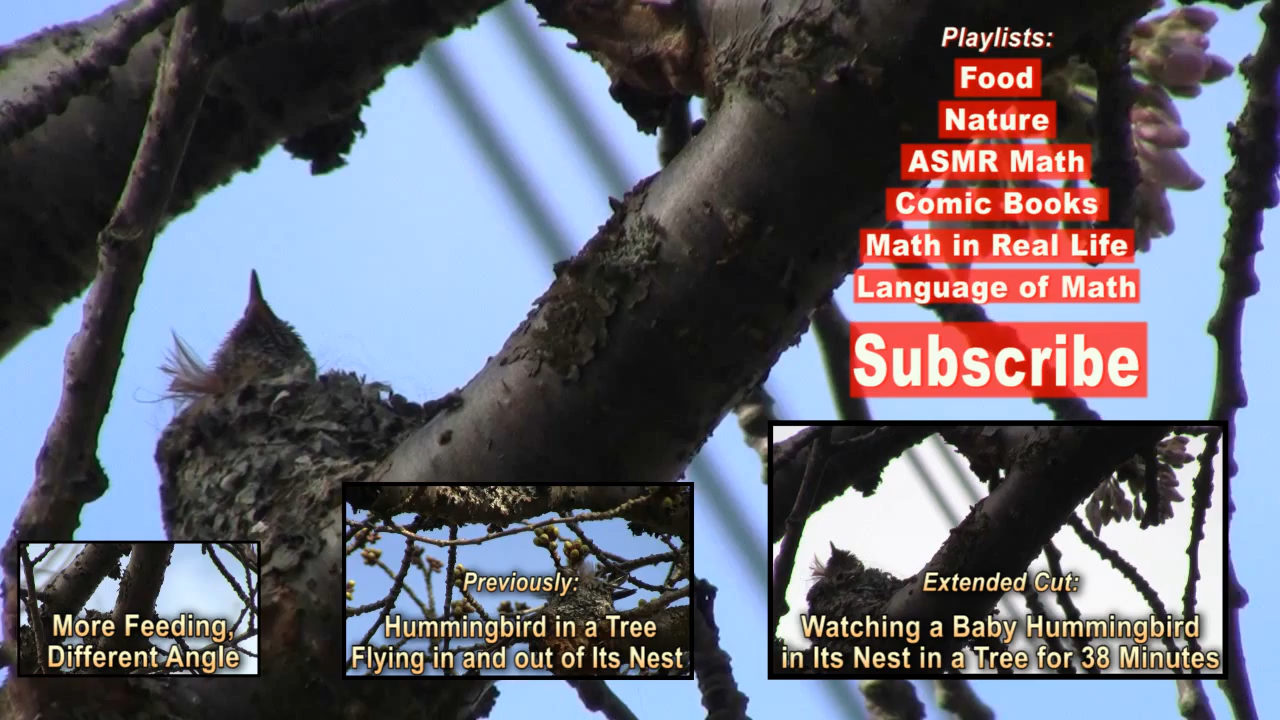 Playlists:
Food
Nature
ASMR Math
Comic Books
Math in Real Life
Language of Math
Subscribe
More Feeding,
Different Angle
Previously:
Hummingbird in a Tree
Flying in and out of Its Nest
Extended Cut:
Watching a Baby Hummingbird
in Its Nest in a Tree for 38 Minutes